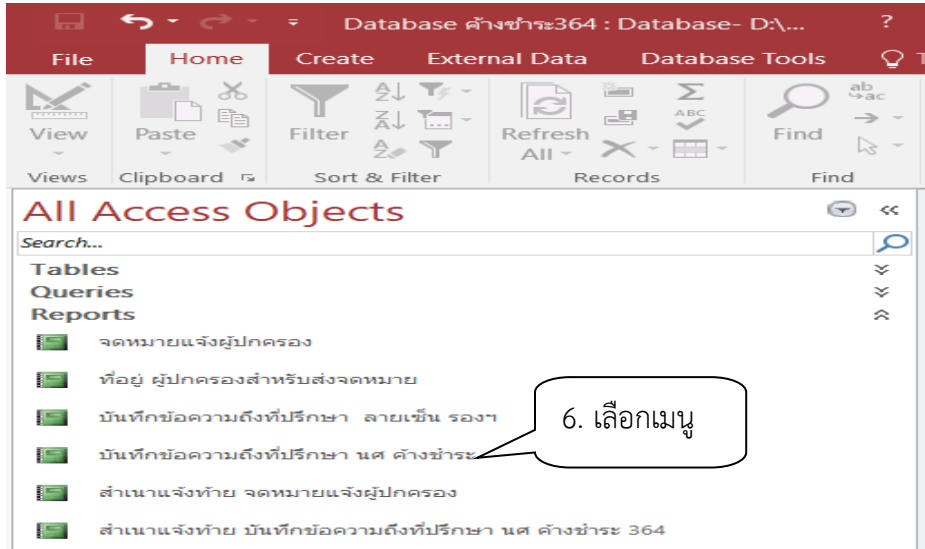 Database ค้างชำระ364 : Database- D:\... ?
File Home Create External Data Database Tools T
View Paste Filter Refresh All Find
Views Clipboard Sort & Filter Records Find
All Access Objects
Search...
Tables
Queries
Reports
จดหมายแจ้งผู้ปกครอง
ที่อยู่ ผู้ปกครองสำหรับส่งจดหมาย
บันทึกข้อความถึงที่ปรึกษา ลายเซ็น รองฯ
6. เลือกเมนู
บันทึกข้อความถึงที่ปรึกษา นศ ค้างชำระ
สำเนาแจ้งท้าย จดหมายแจ้งผู้ปกครอง
สำเนาแจ้งท้าย บันทึกข้อความถึงที่ปรึกษา นศ ค้างชำระ 364